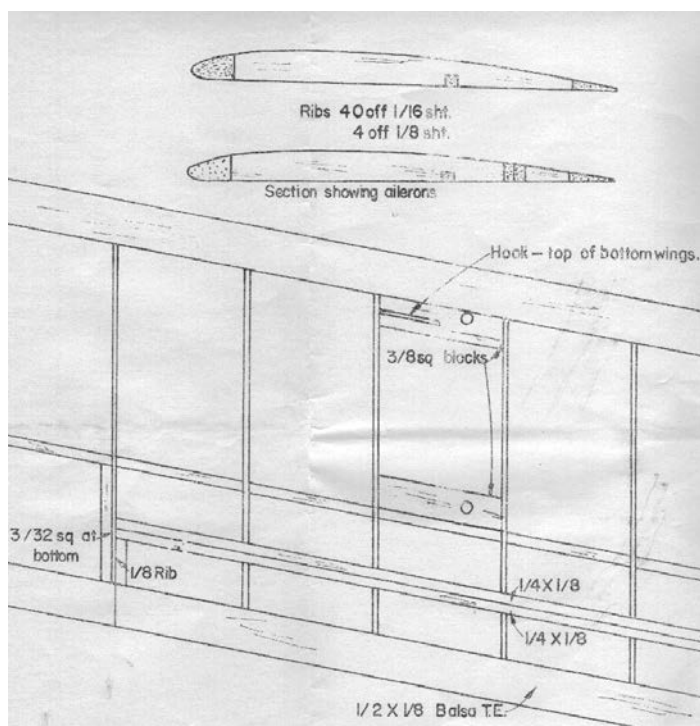 Ribs 40 off 1/16 sht.
4 off 1/8 sht.
Section showing ailerons
Hook - top of bottom wings.
3/8 sq blocks
3/32 sq at
bottom
1/8 Rib
1/4 X 1/8
1/4 X 1/8
1/2 X 1/8 Balsa T.E.